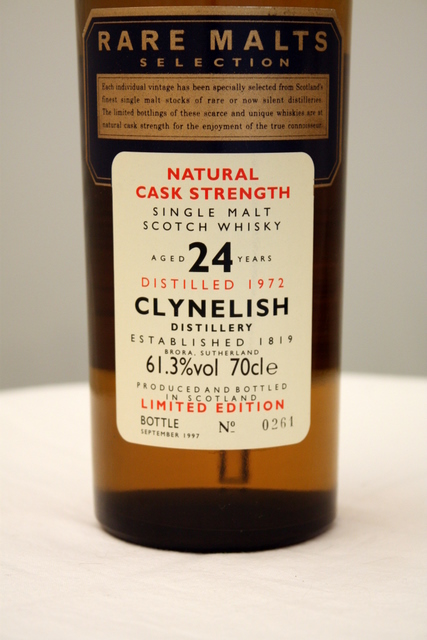 RARE MALTS
SELECTION
Each individual vintage has been specially selected from Scotland's
finest single malt stocks of rare or now silent distilleries.
The limited bottlings of these scarce and unique whiskies are at
natural cask strength for the enjoyment of the true connoisseur.
NATURAL
CASK STRENGTH
SINGLE MALT
SCOTCH WHISKY
AGED 24 YEARS
DISTILLED 1972
CLYNELISH
DISTILLERY
ESTABLISHED 1819
BRORA, SUTHERLAND
61.3%vol 70cl e
PRODUCED AND BOTTLED
IN SCOTLAND
LIMITED EDITION
BOTTLE Nº 0261
SEPTEMBER 1997